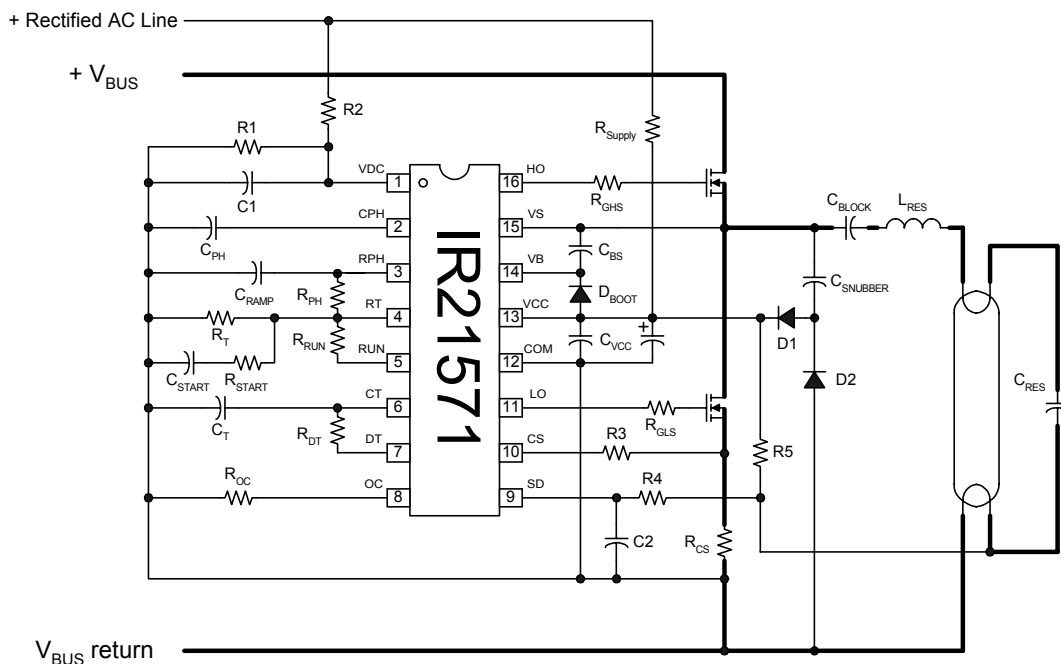 + Rectified AC Line
+ VBUS
R2
R1
RSupply
VDC
HO
1
16
C1
RGHS
CBLOCK
LRES
CPH
VS
2
15
CPH
CBS
CSNUBBER
RPH
VB
3
14
CRAMP
RPH
DBOOT
RT
VCC
4
13
RT
RRUN
CVCC
+
D1
RUN
COM
5
12
CSTART
RSTART
D2
CRES
CT
LO
6
11
CT
RDT
RGLS
DT
CS
7
10
R3
R5
OC
SD
8
9
ROC
R4
C2
RCS
IR21571
VBUS return